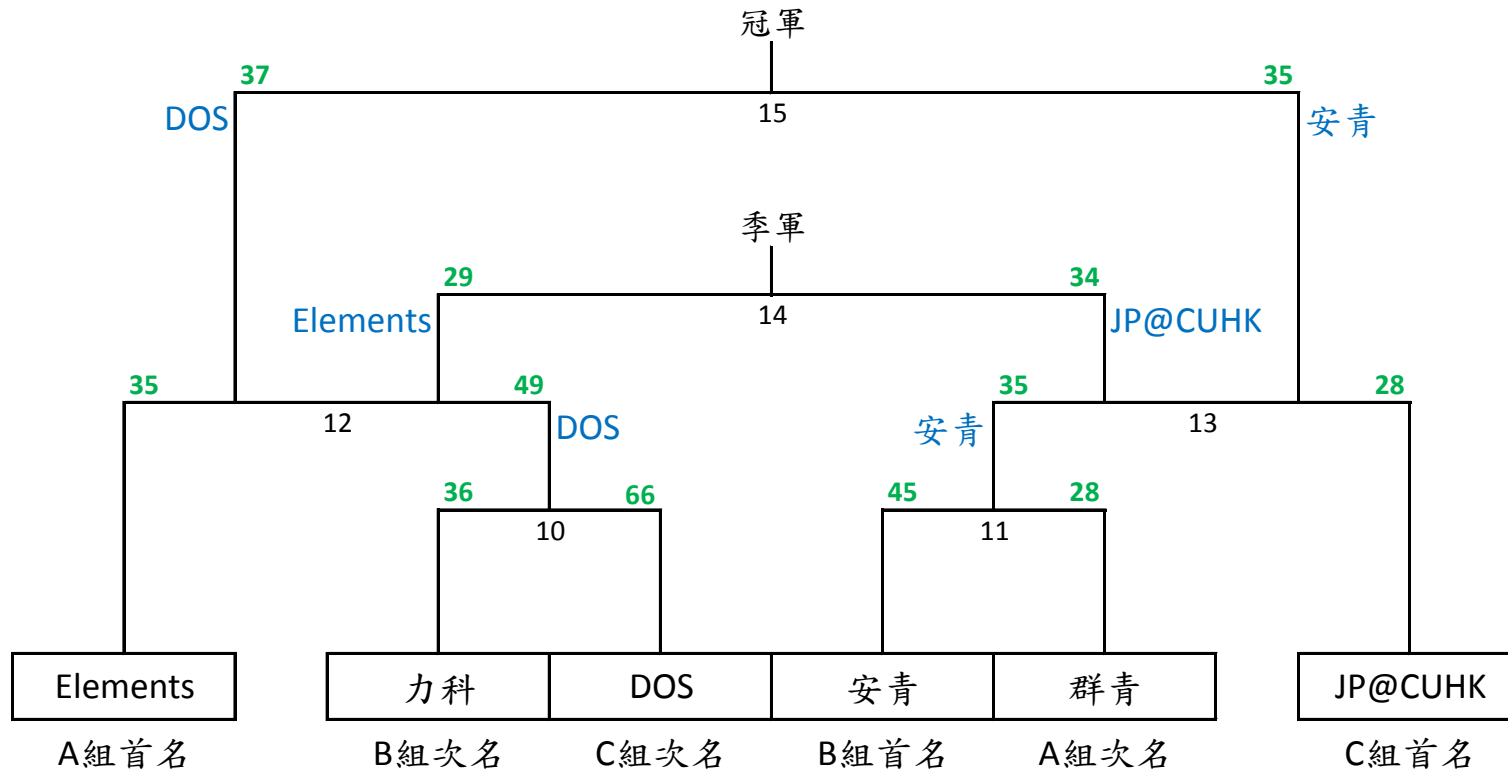 冠軍
37
35
DOS
15
安青
季軍
29
34
Elements
14
JP@CUHK
35
49
35
28
12
DOS
安青
13
36
66
45
28
10
11
Elements
力科
DOS
安青
群青
JP@CUHK
A組首名
B組次名
C組次名
B組首名
A組次名
C組首名